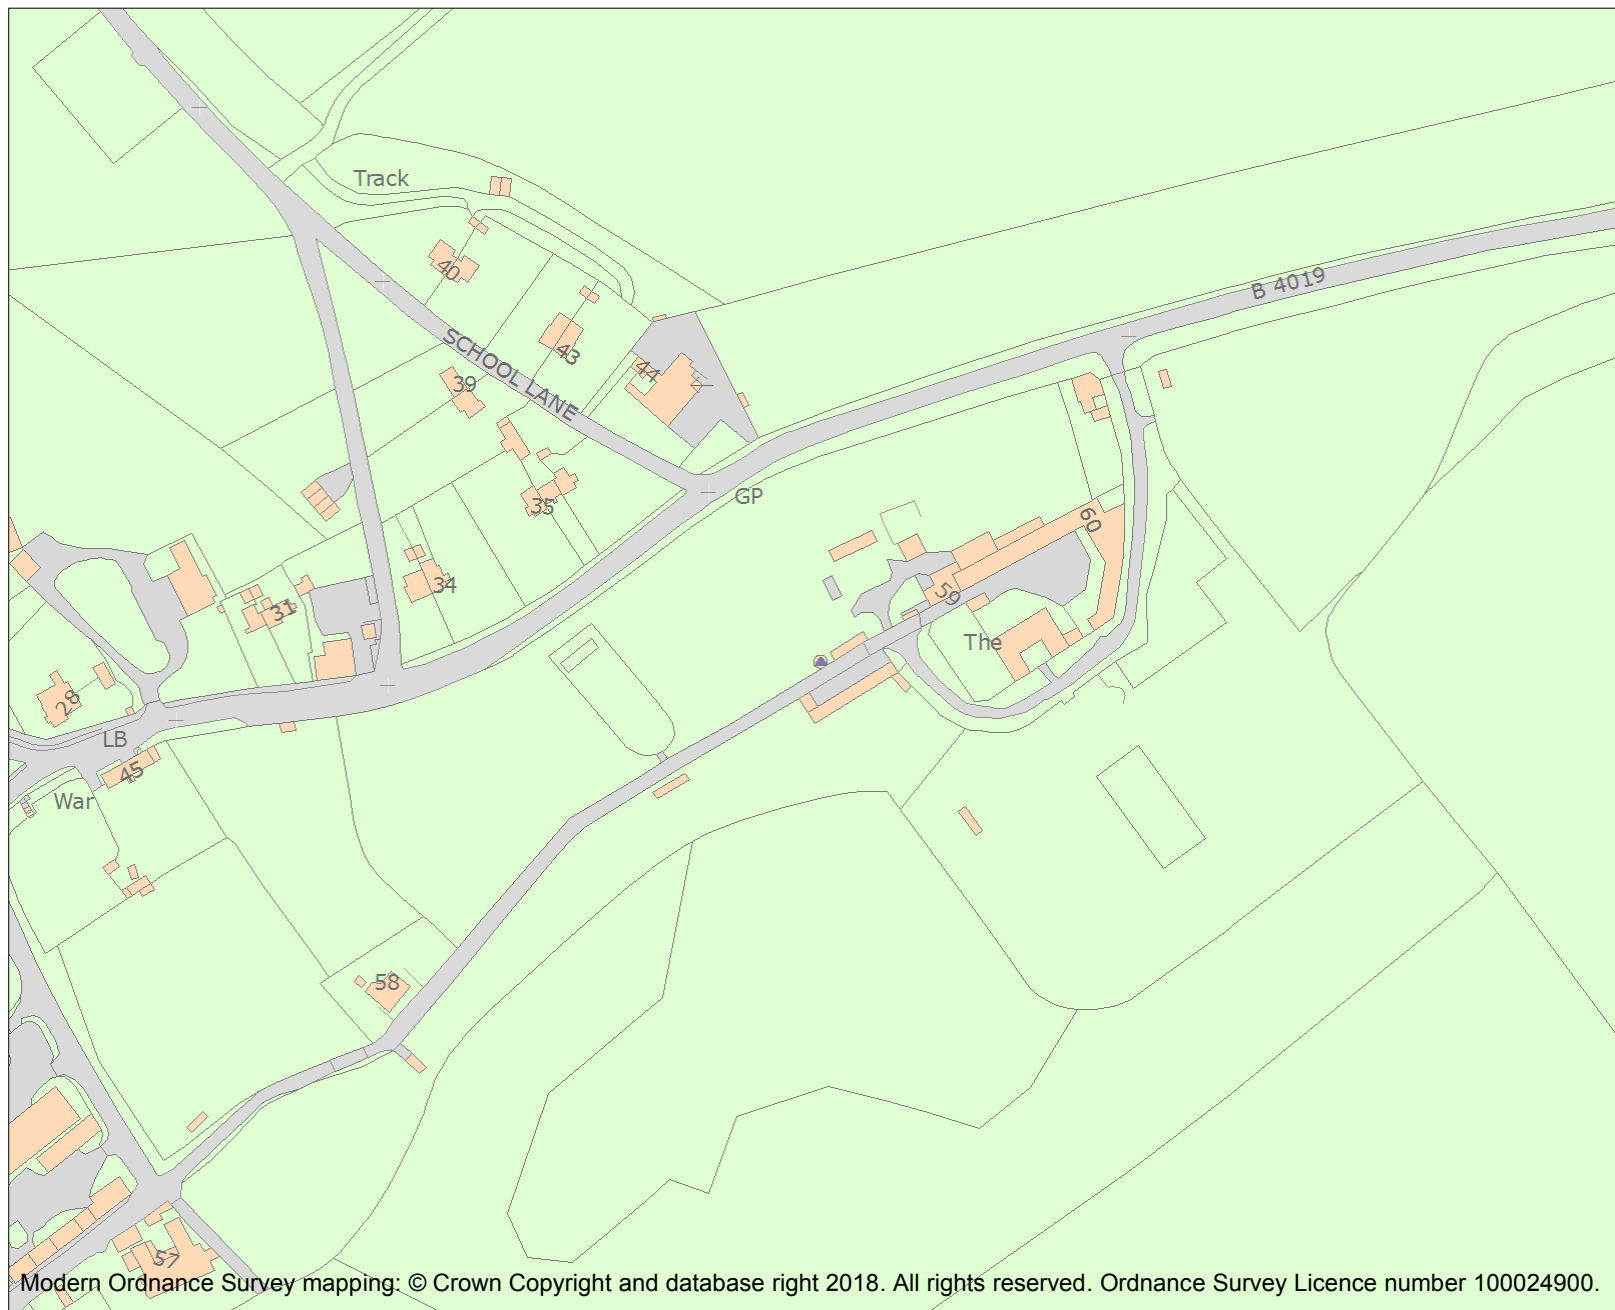 Track
40
B 4019
SCHOOL LANE
43
44
39
GP
35
60
34
59
31
The
28
LB
45
War
58
57
Modern Ordnance Survey mapping: © Crown Copyright and database right 2018. All rights reserved. Ordnance Survey Licence number 100024900.